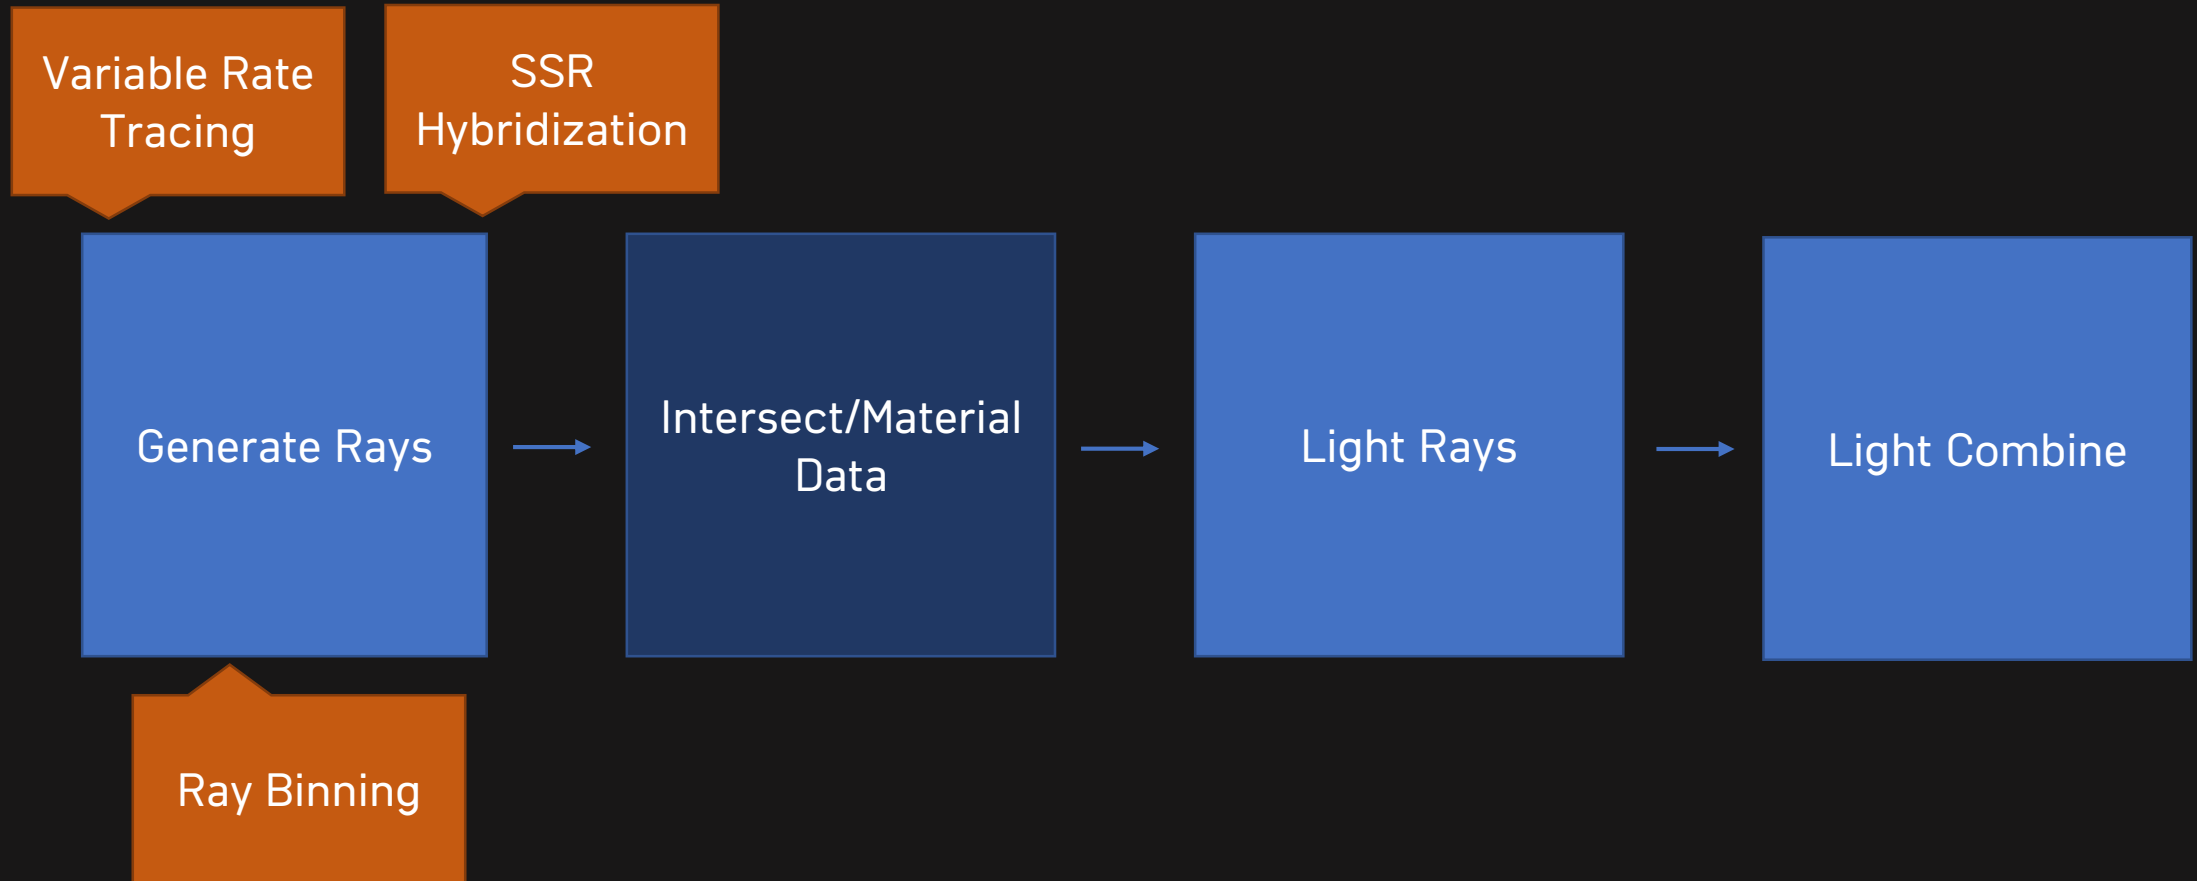 Variable Rate
Tracing
SSR
Hybridization
Generate Rays
Intersect/Material
Data
Light Rays
Light Combine
Ray Binning